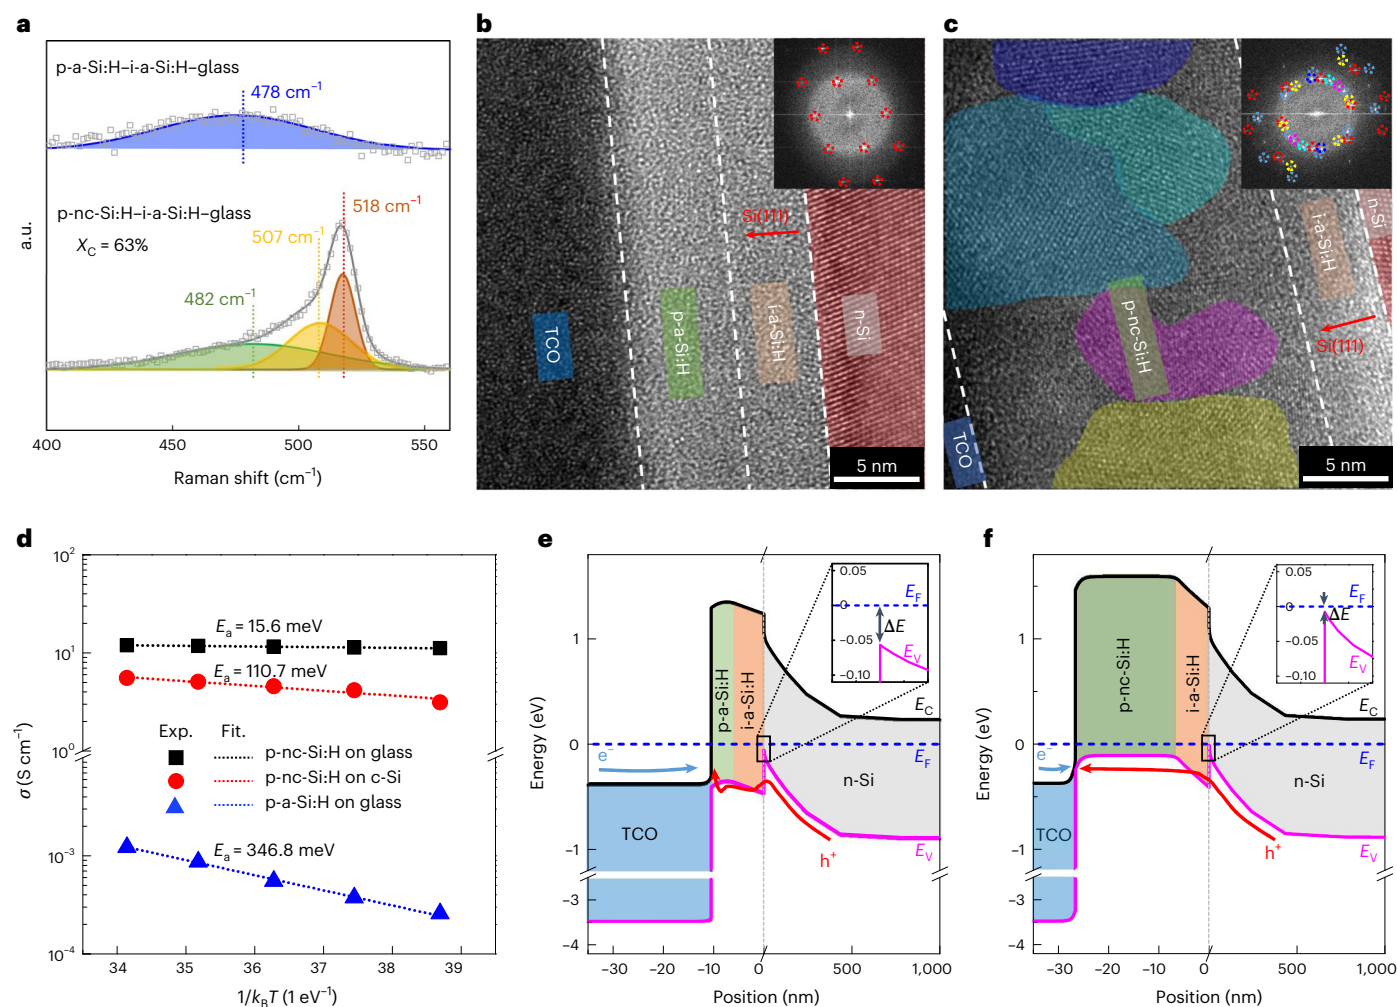 a
p-a-Si:H–i-a-Si:H–glass
478 cm⁻¹
p-nc-Si:H–i-a-Si:H–glass
X_C = 63%
518 cm⁻¹
507 cm⁻¹
482 cm⁻¹
a.u.
400
450
500
550
Raman shift (cm⁻¹)
b
Si(111)
TCO
p-a-Si:H
i-a-Si:H
n-Si
5 nm
c
n-Si
i-a-Si:H
p-nc-Si:H
Si(111)
TCO
5 nm
d
10²
10¹
10⁰
10⁻³
10⁻⁴
σ (S cm⁻¹)
E_a = 15.6 meV
E_a = 110.7 meV
Exp. Fit.
p-nc-Si:H on glass
p-nc-Si:H on c-Si
p-a-Si:H on glass
E_a = 346.8 meV
34
35
36
37
38
39
1/k_BT (1 eV⁻¹)
e
Energy (eV)
1
0
−1
−3
−4
0.05
0
−0.05
−0.10
E_F
ΔE
E_V
p-a-Si:H
i-a-Si:H
E_C
E_F
e⁻
n-Si
TCO
E_V
h⁺
−30
−20
−10
0
500
1,000
Position (nm)
f
Energy (eV)
1
0
−1
−3
−4
0.05
0
−0.05
−0.10
E_F
ΔE
E_V
p-nc-Si:H
i-a-Si:H
E_C
E_F
e⁻
n-Si
TCO
E_V
h⁺
−30
−20
−10
0
500
1,000
Position (nm)